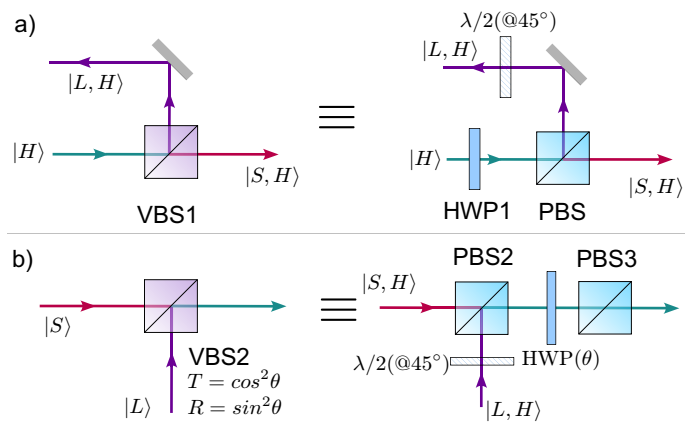 a)
λ/2(@45°)
|L, H⟩
|L, H⟩
≡
|H⟩
|H⟩
|S, H⟩
|S, H⟩
VBS1
HWP1
PBS
b)
PBS2
PBS3
|S, H⟩
≡
|S⟩
VBS2
λ/2(@45°)
HWP(θ)
T = cos²θ
|L⟩
R = sin²θ
|L, H⟩